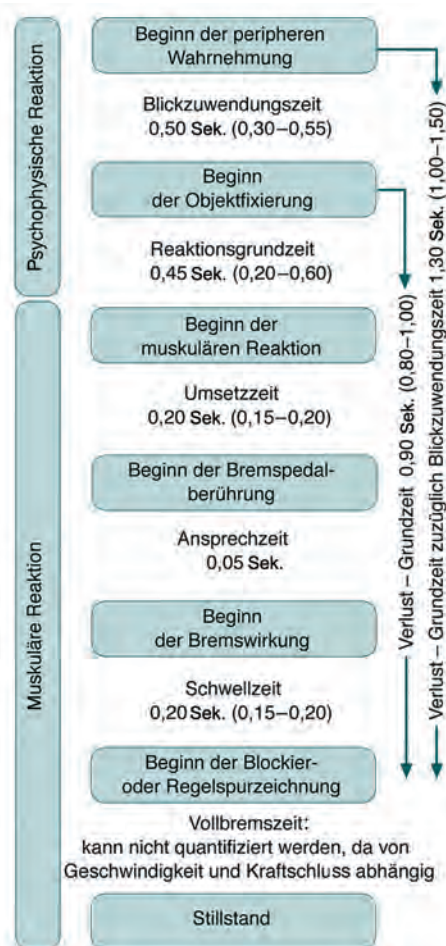 Psychophysische Reaktion
Beginn der peripheren
Wahrnehmung
Blickzuwendungszeit
0,50 Sek. (0,30–0,55)
Beginn
der Objektfixierung
Reaktionsgrundzeit
0,45 Sek. (0,20–0,60)
Muskuläre Reaktion
Beginn der
muskulären Reaktion
Umsetzzeit
0,20 Sek. (0,15–0,20)
Beginn der Bremspedal-
berührung
Ansprechzeit
0,05 Sek.
Beginn
der Bremswirkung
Schwellzeit
0,20 Sek. (0,15–0,20)
Beginn der Blockier-
oder Regelspurzeichnung
Vollbremszeit:
kann nicht quantifiziert werden, da von
Geschwindigkeit und Kraftschluss abhängig
Stillstand
Verlust – Grundzeit 0,90 Sek. (0,80–1,00)
Verlust – Grundzeit zuzüglich Blickzuwendungszeit 1,30 Sek. (1,00–1,50)